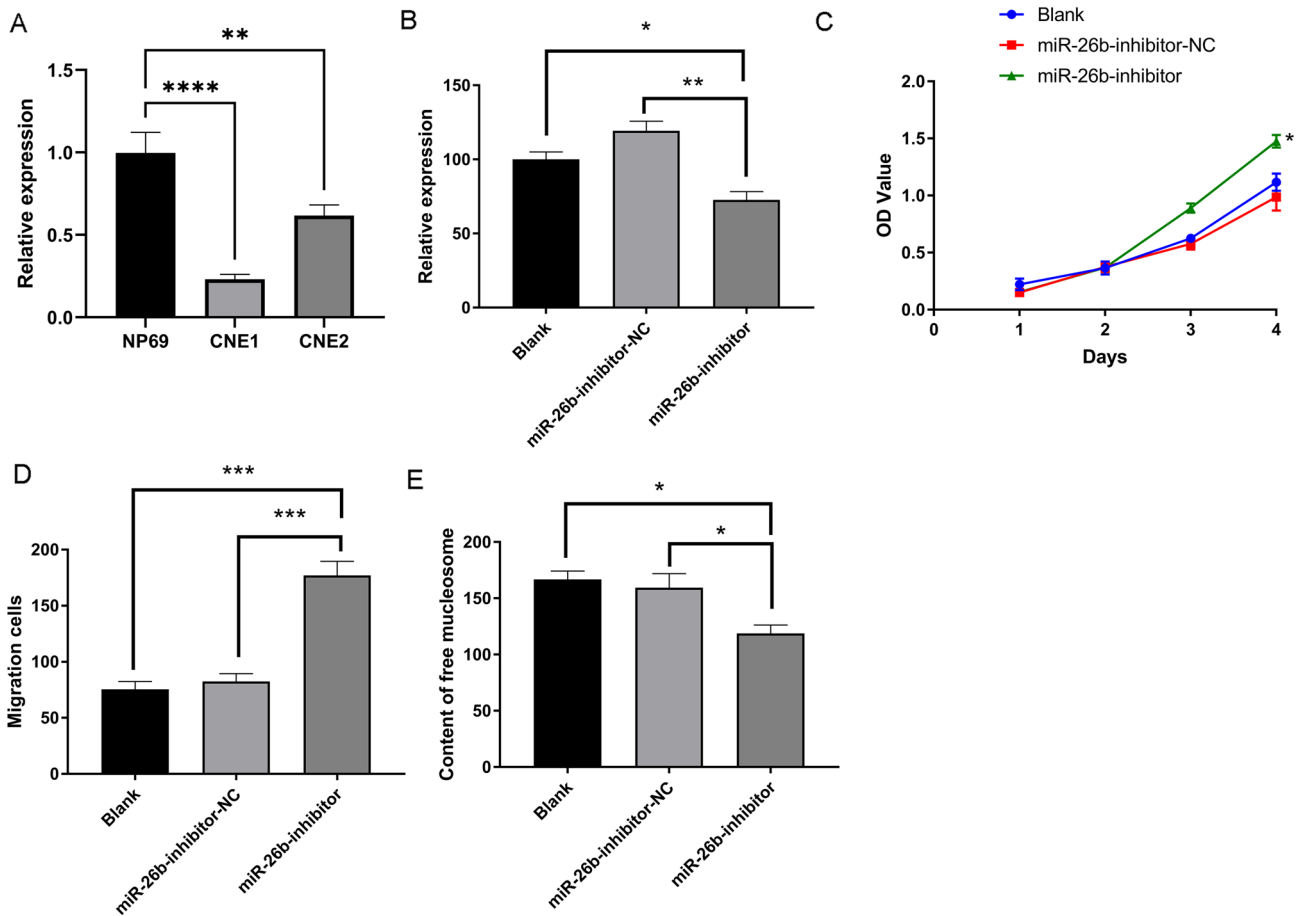 A
Relative expression
1.5
1.0
0.5
0.0
**
****
NP69 CNE1 CNE2
B
Relative expression
150
100
50
0
*
**
Blank
miR-26b-inhibitor-NC
miR-26b-inhibitor
C
Blank
miR-26b-inhibitor-NC
miR-26b-inhibitor
OD Value
2.0
1.5
1.0
0.5
0.0
*
0 1 2 3 4
Days
D
Migration cells
200
150
100
50
0
***
***
Blank
miR-26b-inhibitor-NC
miR-26b-inhibitor
E
Content of free mucleosome
200
150
100
50
0
*
*
Blank
miR-26b-inhibitor-NC
miR-26b-inhibitor